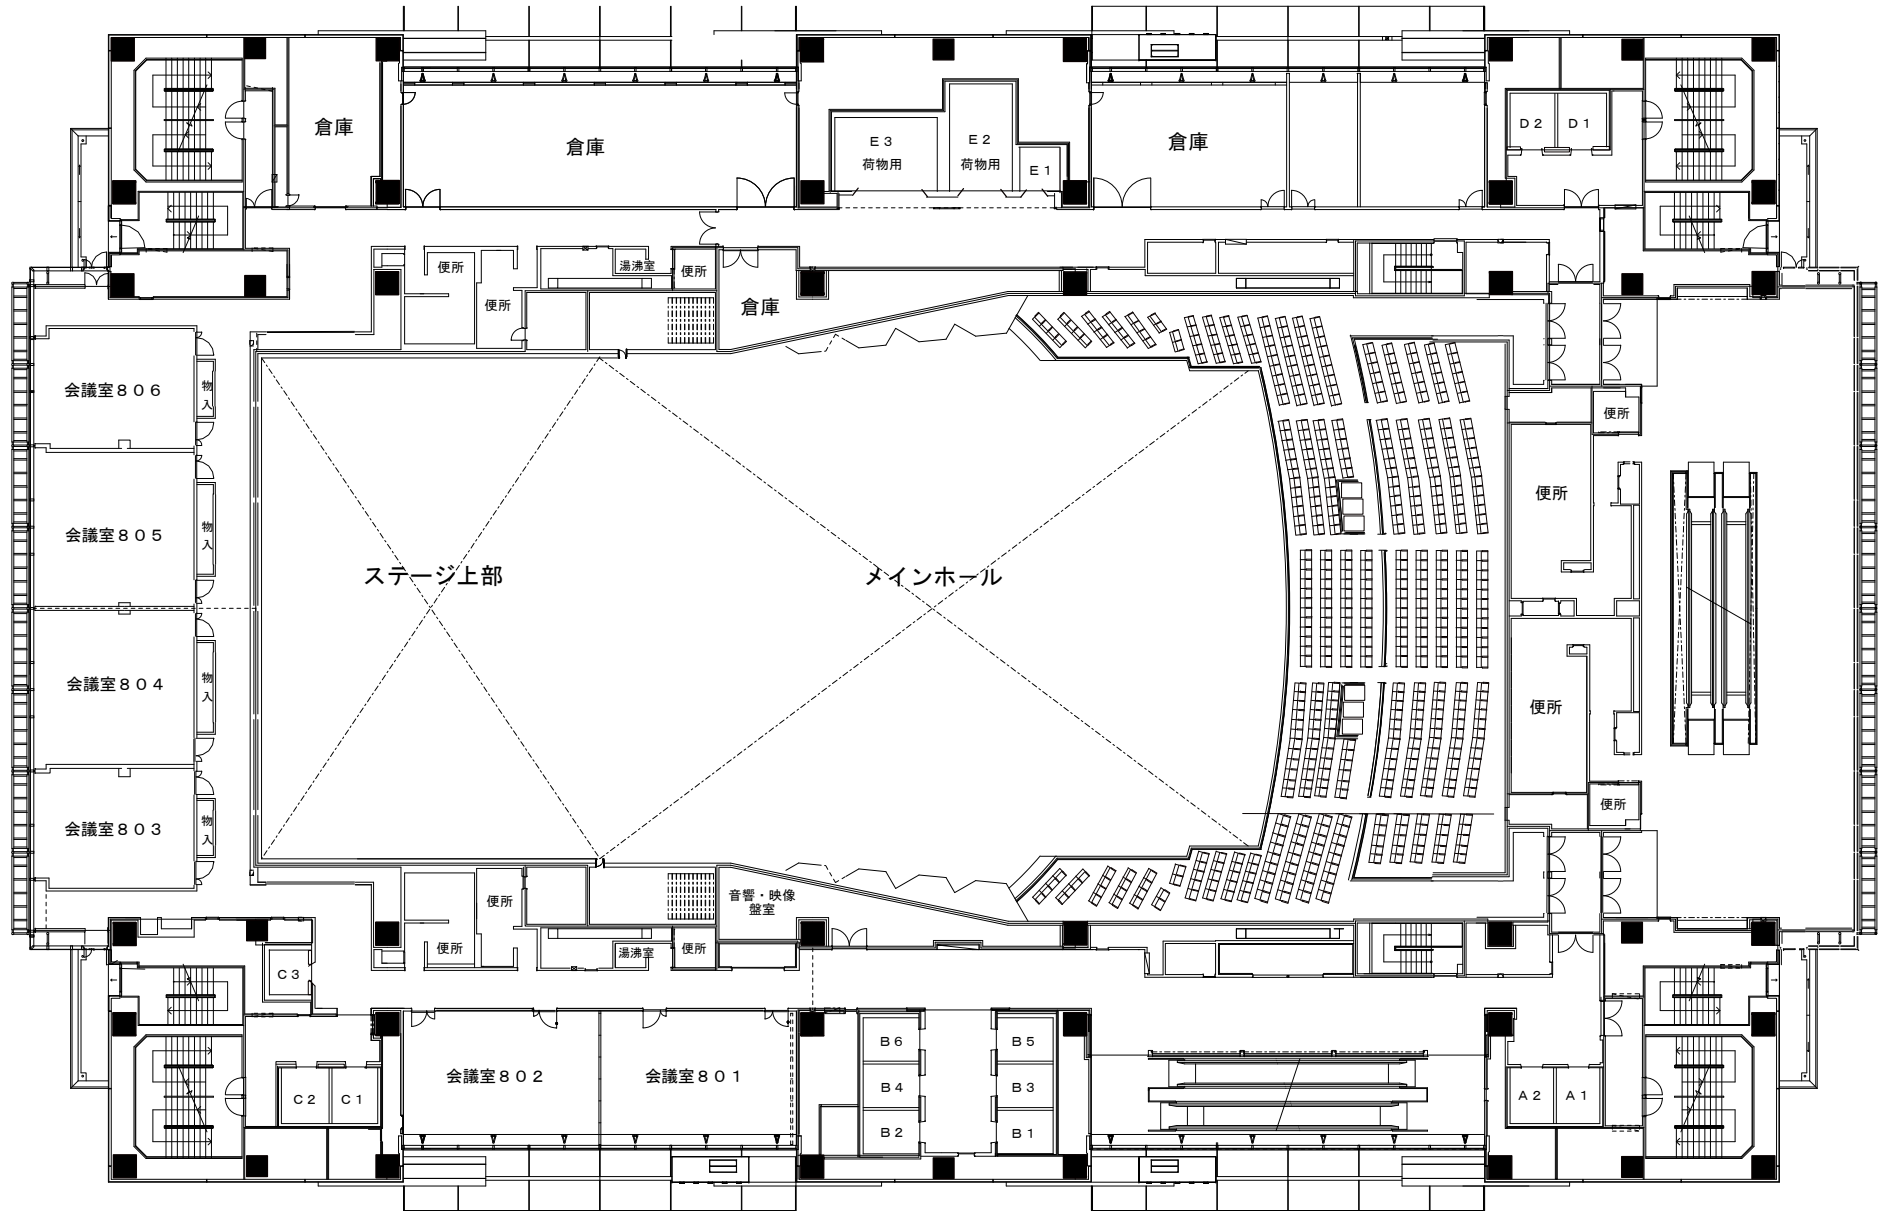 倉庫
倉庫
Ｅ３
荷物用
Ｅ２
荷物用
Ｅ１
倉庫
Ｄ２
Ｄ１
便所
便所
湯沸室
便所
倉庫
会議室８０６
物入
便所
会議室８０５
物入
便所
ステージ上部
メインホール
会議室８０４
物入
便所
会議室８０３
物入
便所
便所
便所
湯沸室
便所
音響・映像
盤室
Ｃ３
Ｃ２
Ｃ１
会議室８０２
会議室８０１
Ｂ６
Ｂ５
Ｂ４
Ｂ３
Ｂ２
Ｂ１
Ａ２
Ａ１